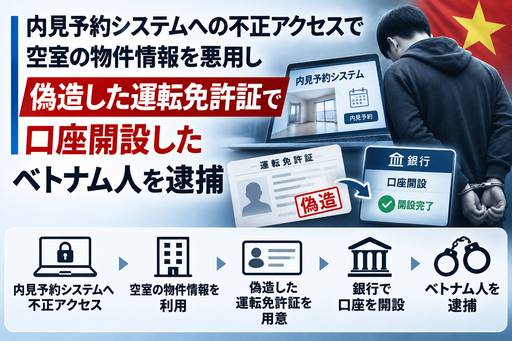 内見予約システムへの不正アクセスで
空室の物件情報を悪用し
偽造した運転免許証で
口座開設した
ベトナム人を逮捕
内見予約システム
内見予約
運転免許証
偽造
銀行
口座開設
開設完了
内見予約システムへ
不正アクセス
空室の物件情報を
利用
偽造した
運転免許証を
用意
銀行で
口座を開設
ベトナム人を
逮捕